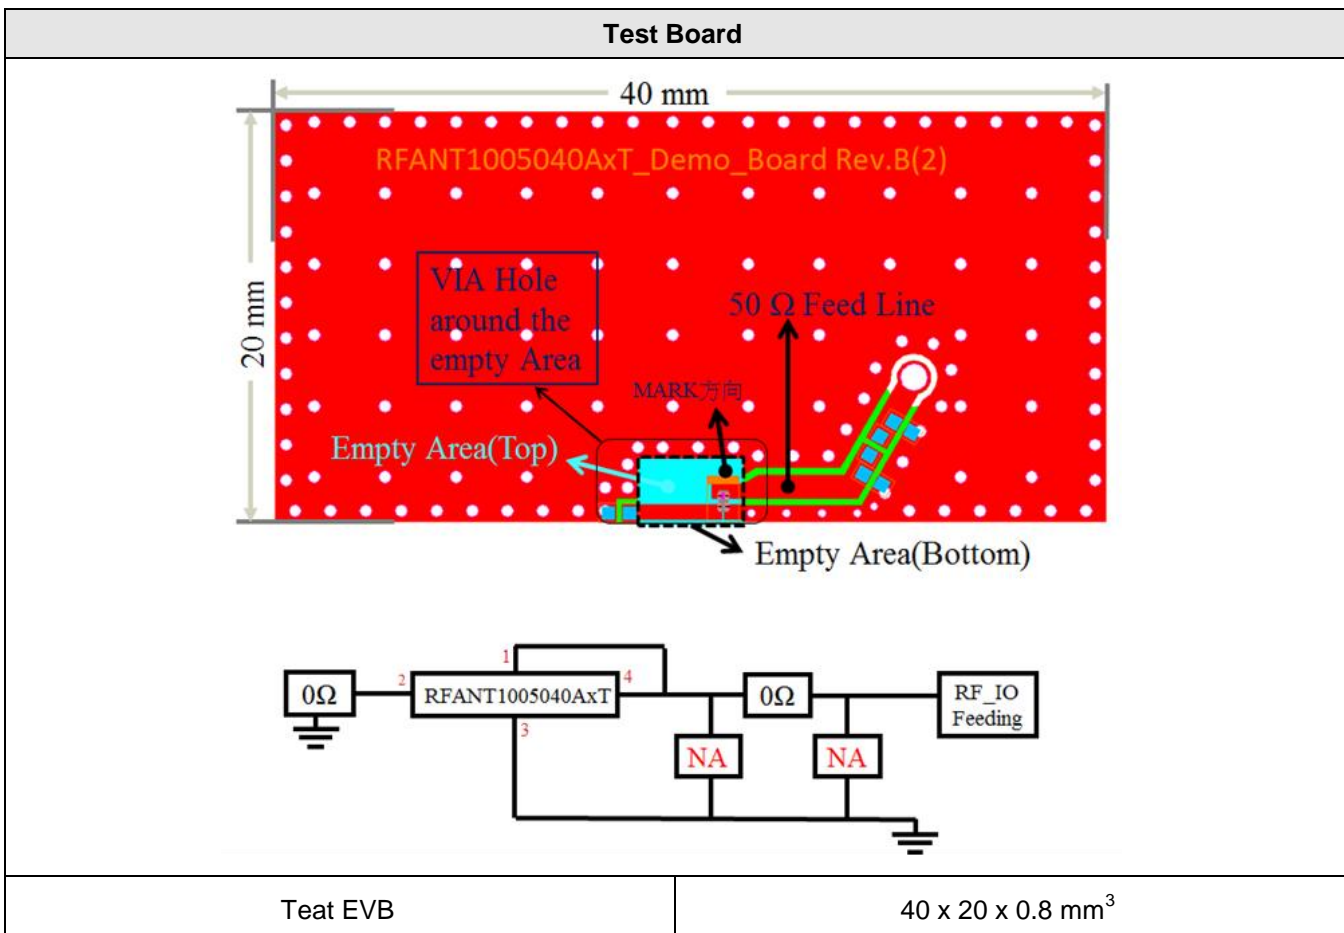 Test Board
40 mm
RFANT1005040AxT_Demo_Board Rev.B(2)
20 mm
VIA Hole
around the
empty Area
50 Ω Feed Line
MARK方向
Empty Area(Top)
Empty Area(Bottom)
1
0Ω
2
RFANT1005040AxT
4
0Ω
RF_IO
Feeding
3
NA
NA
Teat EVB
40 x 20 x 0.8 mm³